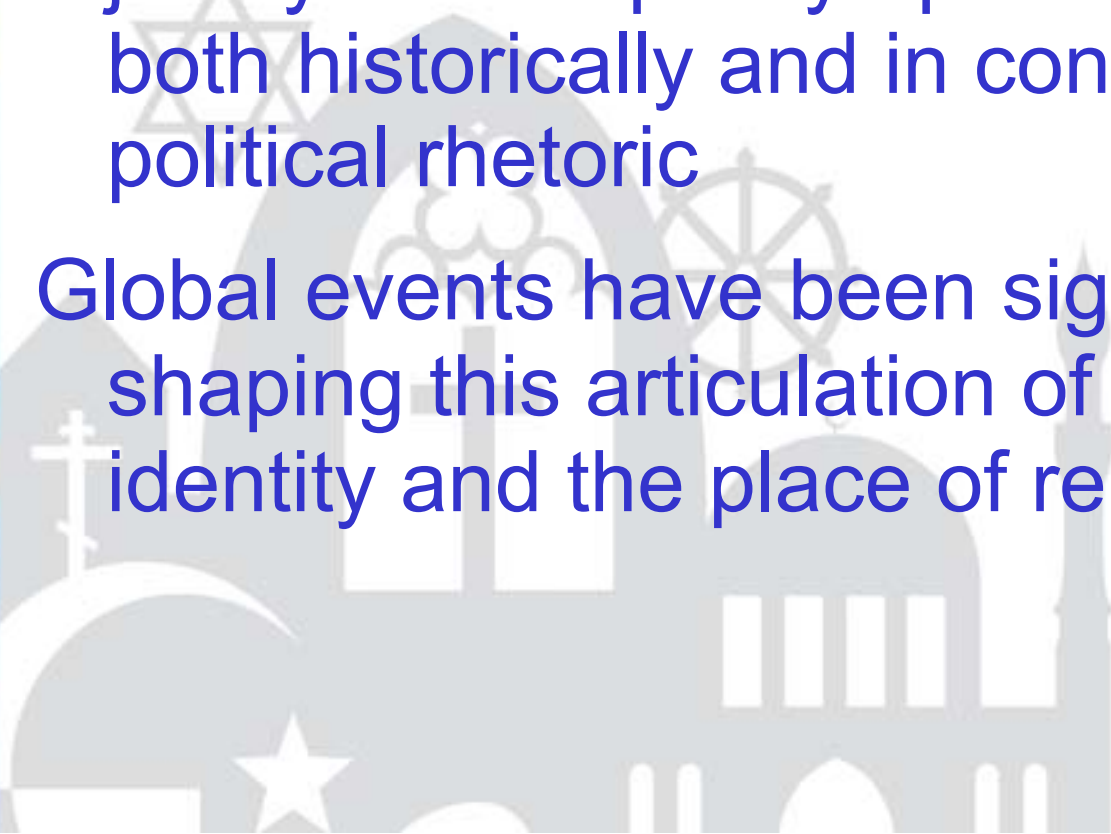 both historically and in con
political rhetoric
Global events have been sig
shaping this articulation of
identity and the place of re